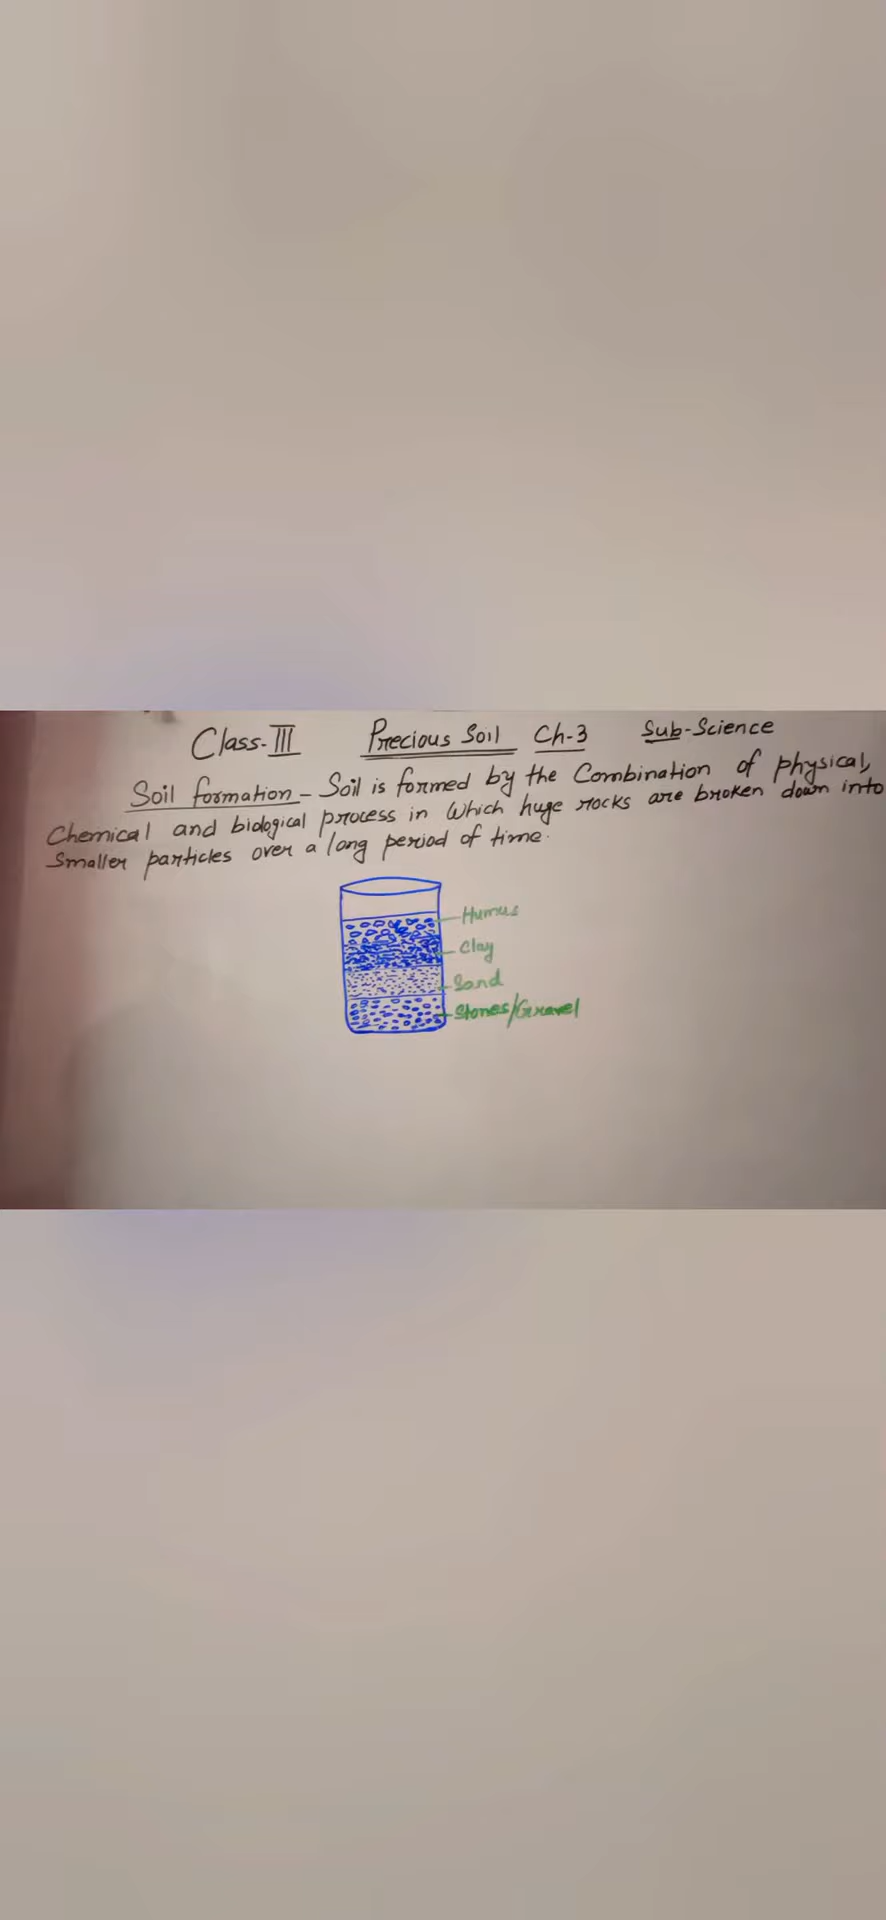 Class-III Precious Soil Ch-3 Sub-Science
Soil formation - Soil is formed by the Combination of physical,
Chemical and biological process in Which huge rocks are broken down into
Smaller particles over a long period of time.
Humus
Clay
Sand
Stones/Gravel